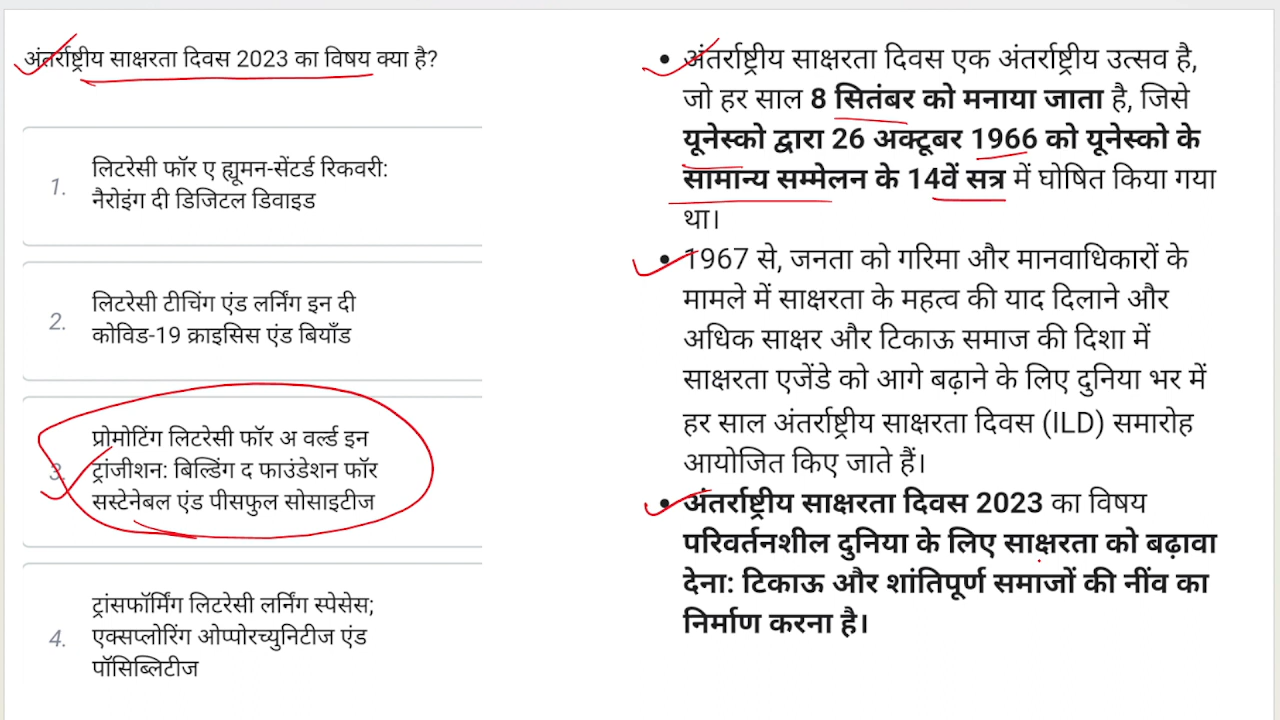 अंतर्राष्ट्रीय साक्षरता दिवस 2023 का विषय क्या है?
1. लिटरेसी फॉर ए ह्यूमन-सेंटर्ड रिकवरी:
नैरोइंग दी डिजिटल डिवाइड
2. लिटरेसी टीचिंग एंड लर्निंग इन दी
कोविड-19 क्राइसिस एंड बियॉंड
3. प्रोमोटिंग लिटरेसी फॉर अ वर्ल्ड इन
ट्रांजीशन: बिल्डिंग द फाउंडेशन फॉर
सस्टेनेबल एंड पीसफुल सोसाइटीज
4. ट्रांसफॉर्मिंग लिटरेसी लर्निंग स्पेसेस;
एक्सप्लोरिंग ओप्पोरच्युनिटीज एंड
पॉसिब्लिटीज
• अंतर्राष्ट्रीय साक्षरता दिवस एक अंतर्राष्ट्रीय उत्सव है,
जो हर साल 8 सितंबर को मनाया जाता है, जिसे
यूनेस्को द्वारा 26 अक्टूबर 1966 को यूनेस्को के
सामान्य सम्मेलन के 14वें सत्र में घोषित किया गया
था।
• 1967 से, जनता को गरिमा और मानवाधिकारों के
मामले में साक्षरता के महत्व की याद दिलाने और
अधिक साक्षर और टिकाऊ समाज की दिशा में
साक्षरता एजेंडे को आगे बढ़ाने के लिए दुनिया भर में
हर साल अंतर्राष्ट्रीय साक्षरता दिवस (ILD) समारोह
आयोजित किए जाते हैं।
• अंतर्राष्ट्रीय साक्षरता दिवस 2023 का विषय
परिवर्तनशील दुनिया के लिए साक्षरता को बढ़ावा
देना: टिकाऊ और शांतिपूर्ण समाजों की नींव का
निर्माण करना है।